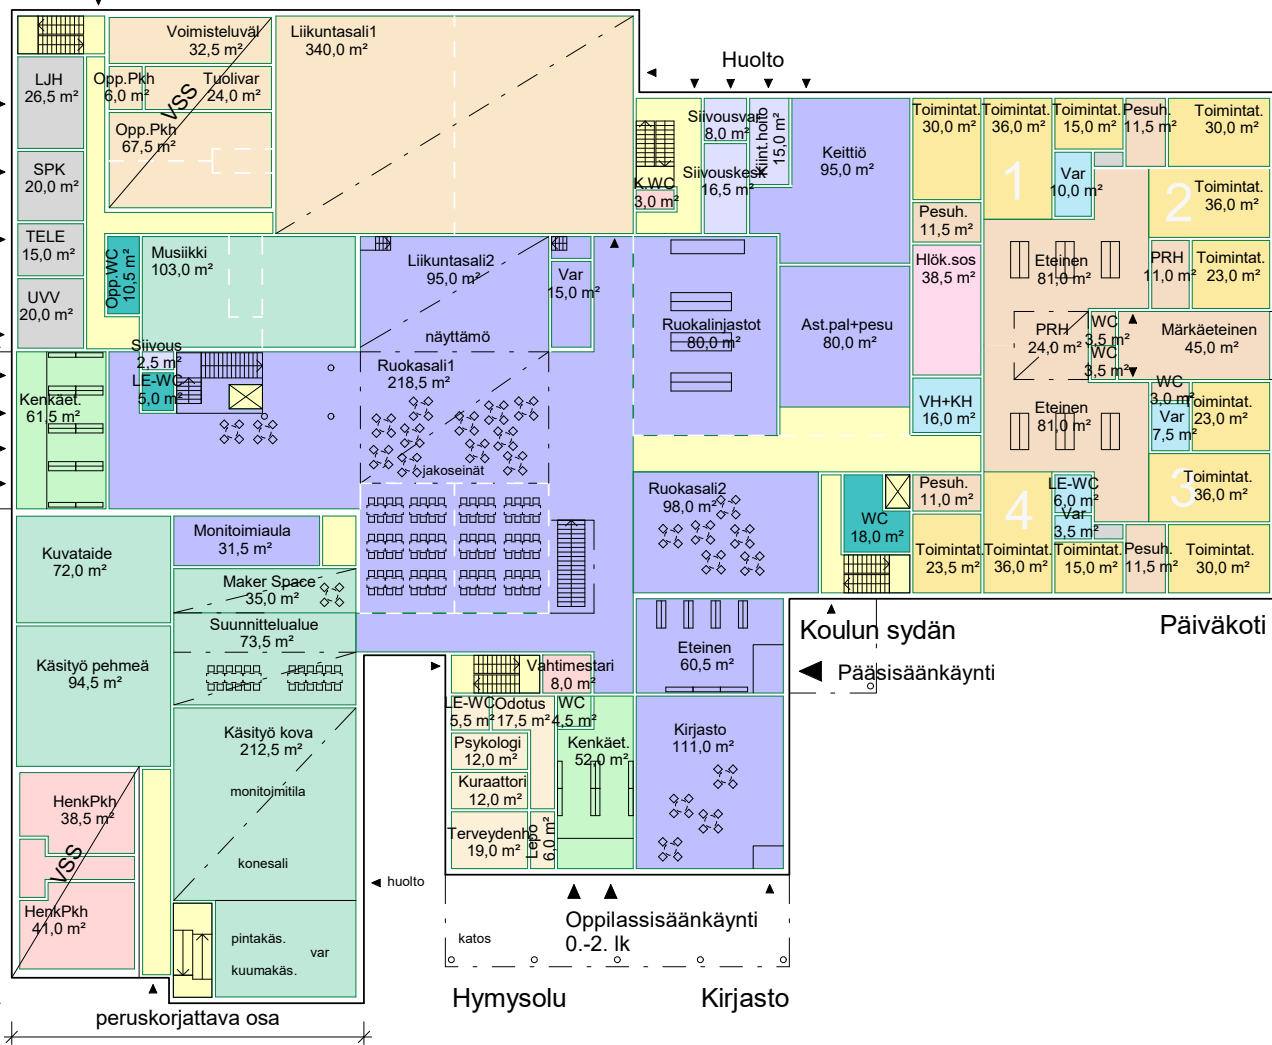 Voimisteluväl
32,5 m²
Liikuntasali1
340,0 m²
Huolto
LJH
26,5 m²
Opp.Pkh
6,0 m²
Tuolivar
24,0 m²
VSS
Opp.Pkh
67,5 m²
SPK
20,0 m²
TELE
15,0 m²
UVV
20,0 m²
Siivousvar
8,0 m²
Kiint.hoito
15,0 m²
Siivouskesk
16,5 m²
K.WC
3,0 m²
Keittiö
95,0 m²
Toimintat.
30,0 m²
Toimintat.
36,0 m²
Toimintat.
15,0 m²
Pesuh.
11,5 m²
Toimintat.
30,0 m²
1
Var
10,0 m²
2
Toimintat.
36,0 m²
Pesuh.
11,5 m²
Opp.WC
10,5 m²
Musiikki
103,0 m²
Liikuntasali2
95,0 m²
näyttämö
Var
15,0 m²
Hlök.sos
38,5 m²
Eteinen
81,0 m²
PRH
11,0 m²
Toimintat.
23,0 m²
Ruokalinjastot
80,0 m²
Ast.pal+pesu
80,0 m²
PRH
24,0 m²
WC
3,5 m²
WC
3,5 m²
Märkäeteinen
45,0 m²
Siivous
2,5 m²
LE-WC
5,0 m²
Ruokasali1
218,5 m²
jakoseinät
Kenkäet.
61,5 m²
VH+KH
16,0 m²
Eteinen
81,0 m²
WC
3,0 m²
Var
7,5 m²
Toimintat.
23,0 m²
Ruokasali2
98,0 m²
WC
18,0 m²
Pesuh.
11,0 m²
4
LE-WC
6,0 m²
Var
3,5 m²
3
Toimintat.
36,0 m²
Toimintat.
23,5 m²
Toimintat.
36,0 m²
Toimintat.
15,0 m²
Pesuh.
11,5 m²
Toimintat.
30,0 m²
Kuvataide
72,0 m²
Monitoimiaula
31,5 m²
Maker Space
35,0 m²
Suunnittelualue
73,5 m²
Käsityö pehmeä
94,5 m²
Eteinen
60,5 m²
Koulun sydän
Päiväkoti
Pääsisäänkäynti
Vahtimestari
8,0 m²
LE-WC
5,5 m²
Odotus
17,5 m²
WC
4,5 m²
Psykologi
12,0 m²
Kuraattori
12,0 m²
Terveydenh
19,0 m²
Lepo
6,0 m²
Kenkäet.
52,0 m²
Kirjasto
111,0 m²
Käsityö kova
212,5 m²
monitoimitila
konesali
HenkPkh
38,5 m²
VSS
HenkPkh
41,0 m²
huolto
pintakäs.
var
kuumakäs.
katos
Oppilassisäänkäynti
0.-2. lk
Hymysolu
Kirjasto
peruskorjattava osa